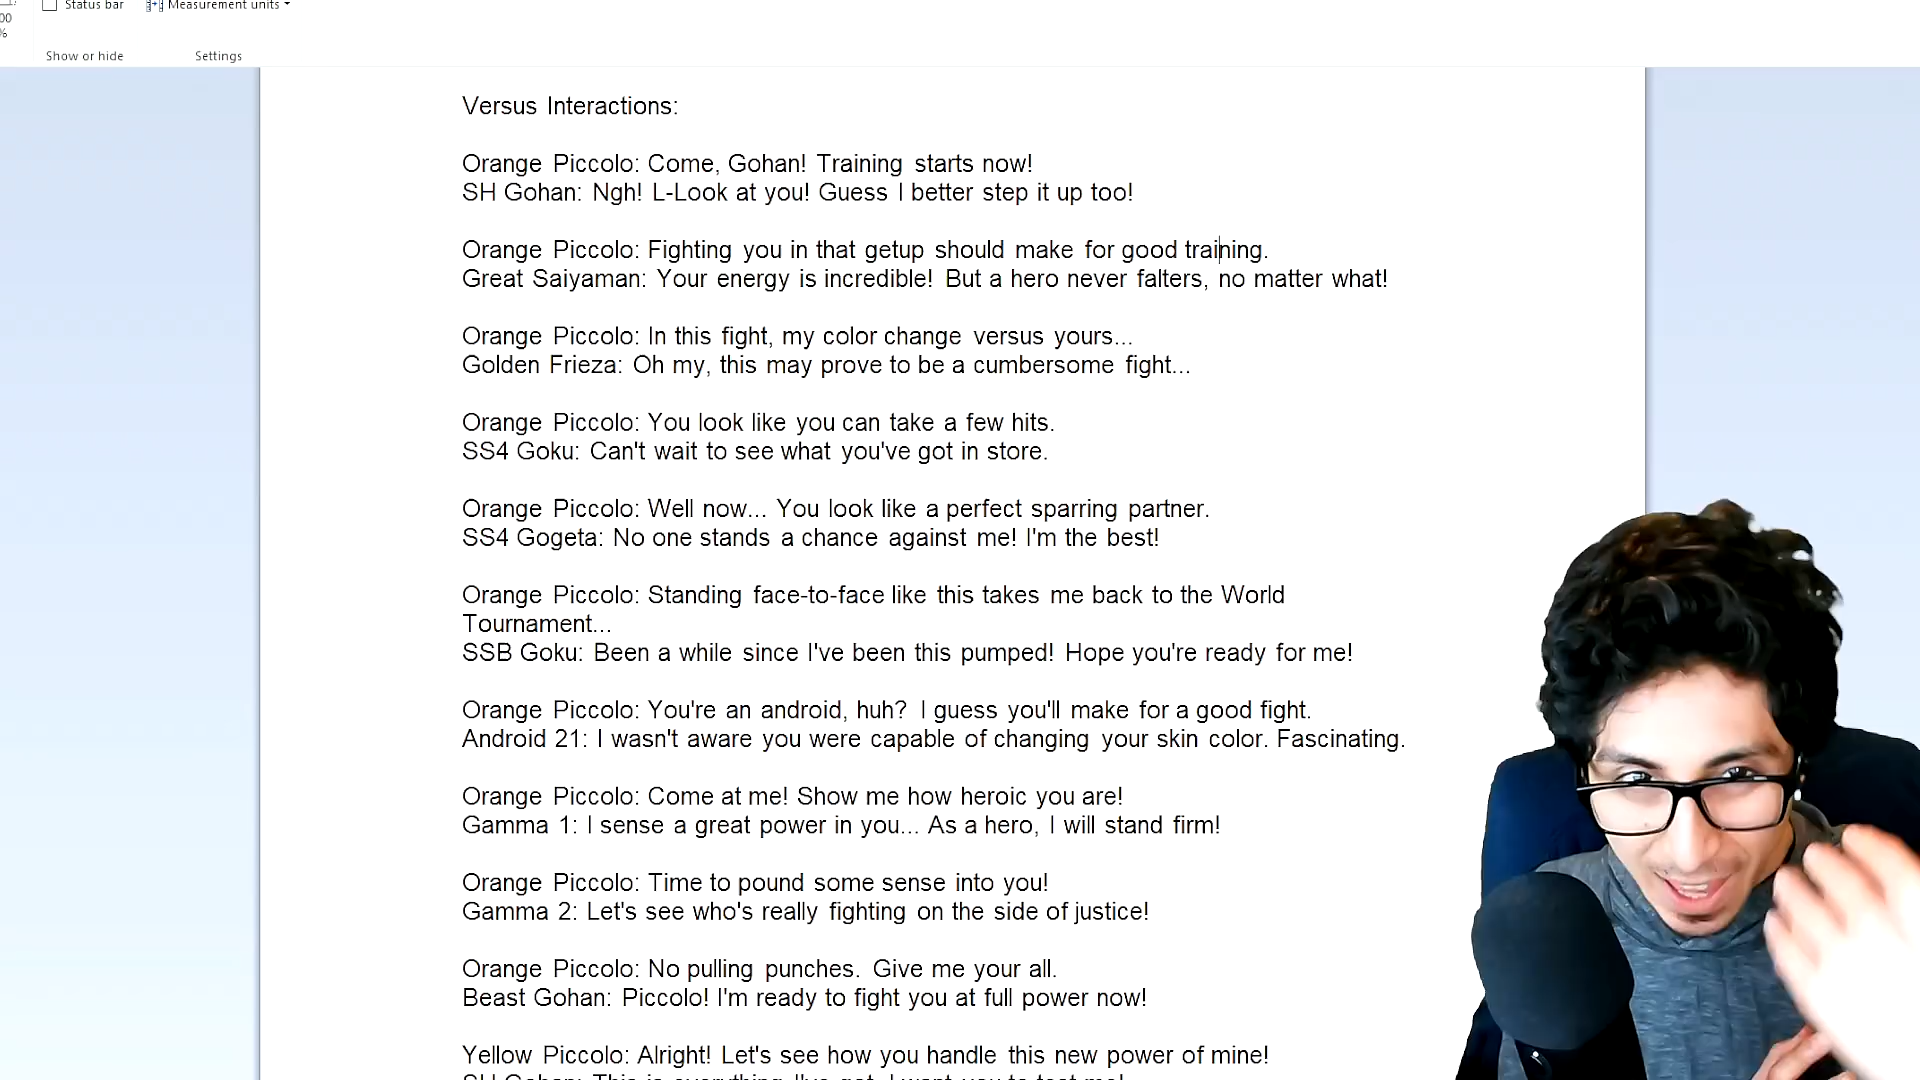 Status bar
Measurement units
00
%
Show or hide
Settings
Versus Interactions:
Orange Piccolo: Come, Gohan! Training starts now!
SH Gohan: Ngh! L-Look at you! Guess I better step it up too!
Orange Piccolo: Fighting you in that getup should make for good training.
Great Saiyaman: Your energy is incredible! But a hero never falters, no matter what!
Orange Piccolo: In this fight, my color change versus yours...
Golden Frieza: Oh my, this may prove to be a cumbersome fight...
Orange Piccolo: You look like you can take a few hits.
SS4 Goku: Can't wait to see what you've got in store.
Orange Piccolo: Well now... You look like a perfect sparring partner.
SS4 Gogeta: No one stands a chance against me! I'm the best!
Orange Piccolo: Standing face-to-face like this takes me back to the World
Tournament...
SSB Goku: Been a while since I've been this pumped! Hope you're ready for me!
Orange Piccolo: You're an android, huh? I guess you'll make for a good fight.
Android 21: I wasn't aware you were capable of changing your skin color. Fascinating.
Orange Piccolo: Come at me! Show me how heroic you are!
Gamma 1: I sense a great power in you... As a hero, I will stand firm!
Orange Piccolo: Time to pound some sense into you!
Gamma 2: Let's see who's really fighting on the side of justice!
Orange Piccolo: No pulling punches. Give me your all.
Beast Gohan: Piccolo! I'm ready to fight you at full power now!
Yellow Piccolo: Alright! Let's see how you handle this new power of mine!
SH Gohan: This is everything I've got. I want you to test me!